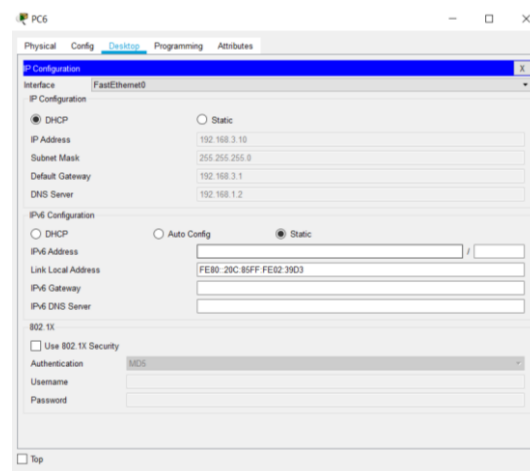 PC6
Physical Config Desktop Programming Attributes
IP Configuration X
Interface FastEthernet0
IP Configuration
DHCP Static
IP Address 192.168.3.10
Subnet Mask 255.255.255.0
Default Gateway 192.168.3.1
DNS Server 192.168.1.2
IPv6 Configuration
DHCP Auto Config Static
IPv6 Address /
Link Local Address FE80::20C:85FF:FE02:39D3
IPv6 Gateway
IPv6 DNS Server
802.1X
Use 802.1X Security
Authentication MD5
Username
Password
Top